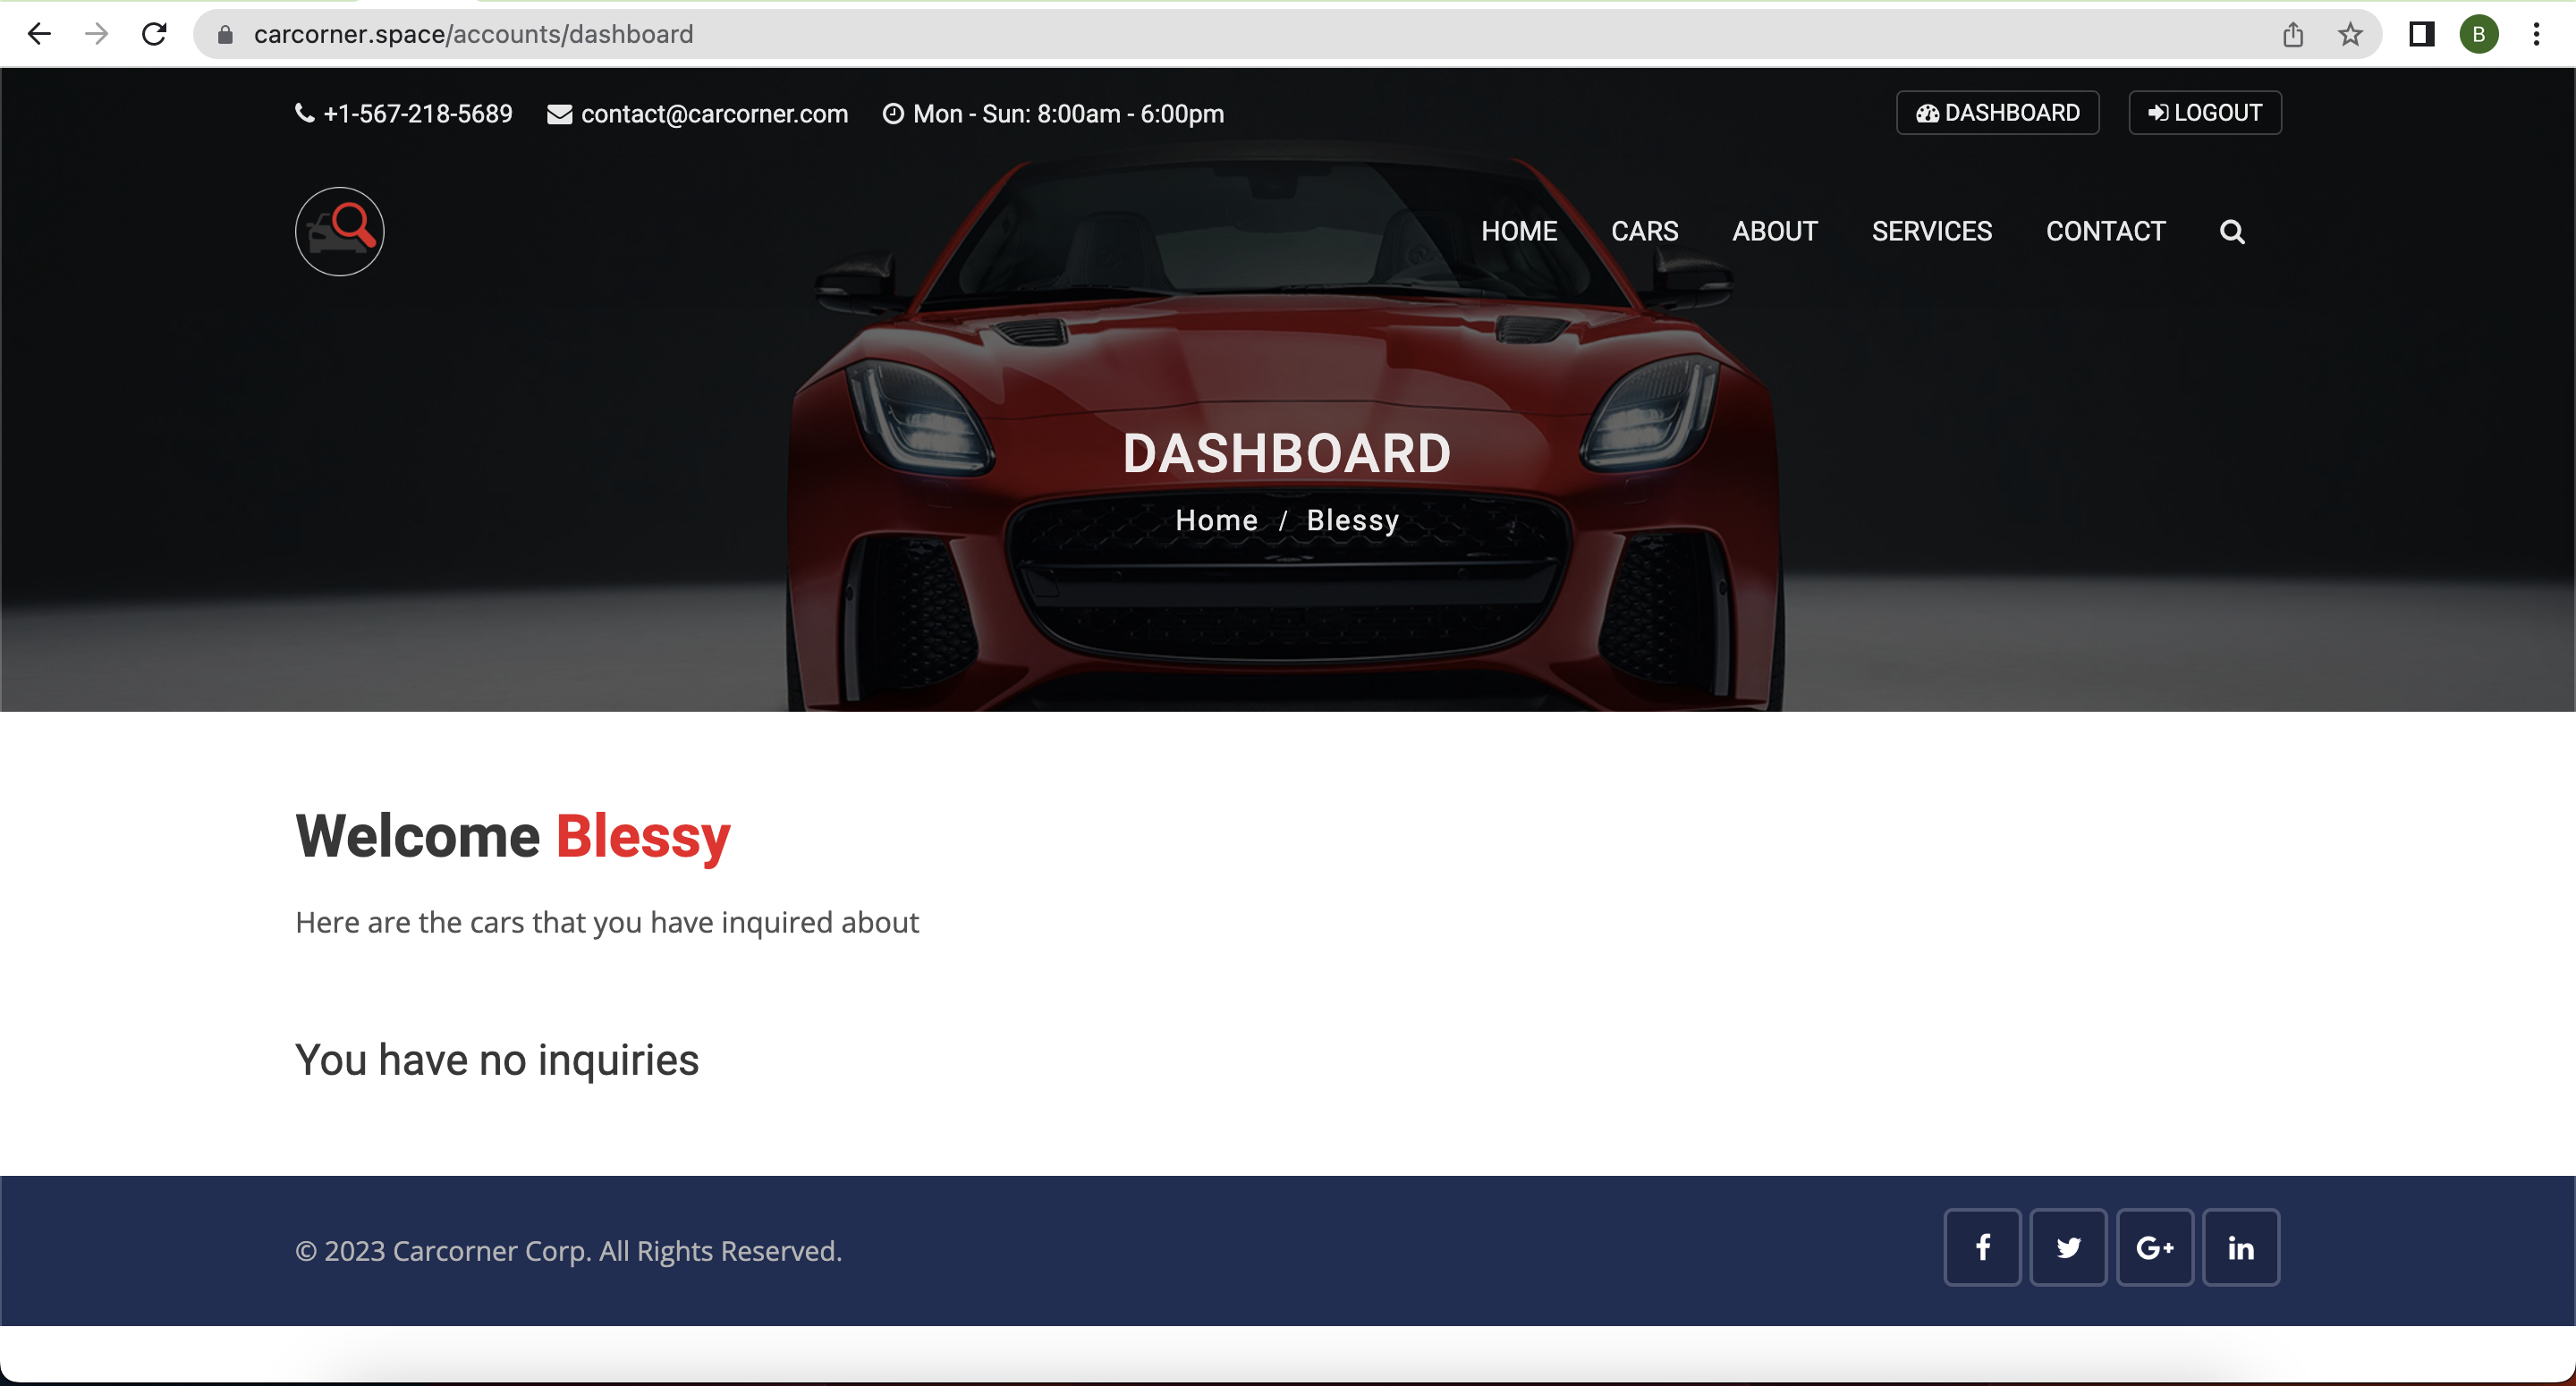 carcorner.space/accounts/dashboard
B
+1-567-218-5689 contact@carcorner.com Mon - Sun: 8:00am - 6:00pm DASHBOARD LOGOUT
HOME CARS ABOUT SERVICES CONTACT
DASHBOARD
Home / Blessy
Welcome Blessy
Here are the cars that you have inquired about
You have no inquiries
© 2023 Carcorner Corp. All Rights Reserved.
f G+ in